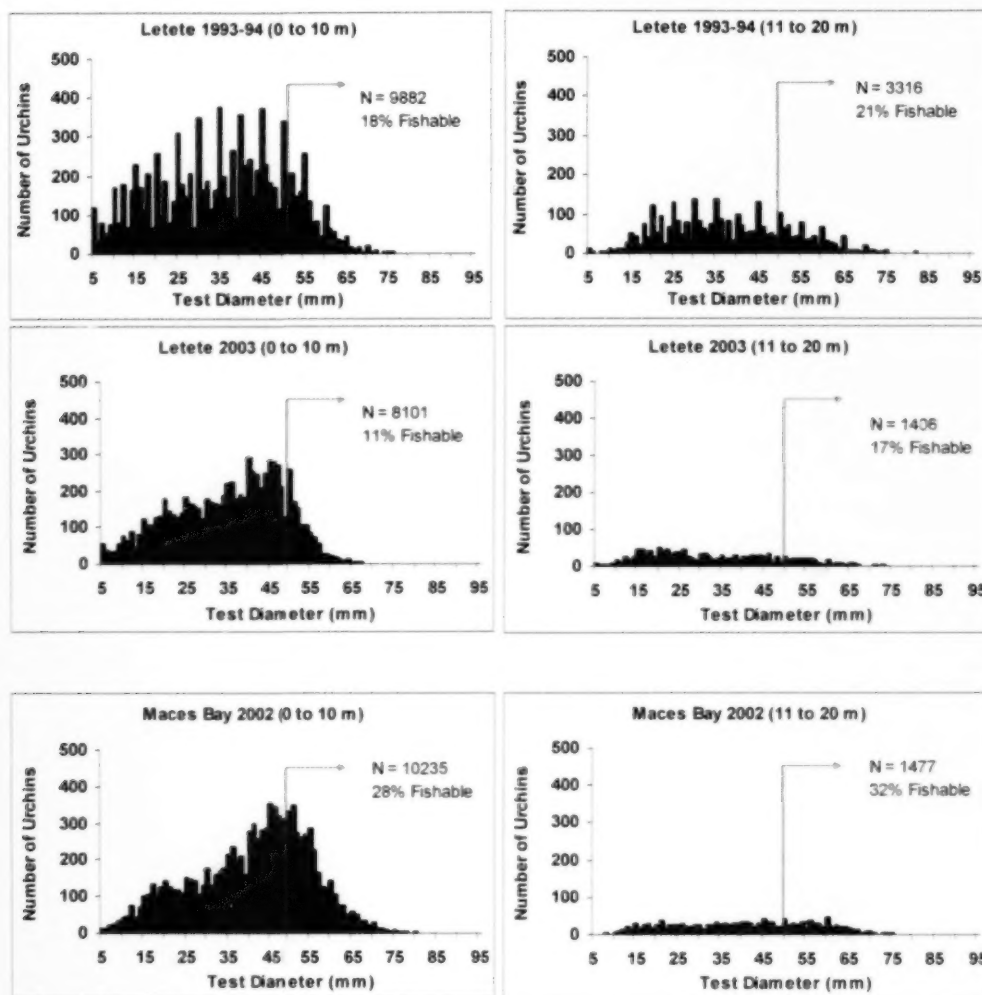 Letete 1993-94 (0 to 10 m)
Number of Urchins
500
400
300
200
100
0
N = 9882
18% Fishable
5 15 25 35 45 55 65 75 85 95
Test Diameter (mm)
Letete 1993-94 (11 to 20 m)
Number of Urchins
500
400
300
200
100
0
N = 3316
21% Fishable
5 15 25 35 45 55 65 75 85 95
Test Diameter (mm)
Letete 2003 (0 to 10 m)
Number of Urchins
500
400
300
200
100
0
N = 8101
11% Fishable
5 15 25 35 45 55 65 75 85 95
Test Diameter (mm)
Letete 2003 (11 to 20 m)
Number of Urchins
500
400
300
200
100
0
N = 1406
17% Fishable
5 15 25 35 45 55 65 75 85 95
Test Diameter (mm)
Maces Bay 2002 (0 to 10 m)
Number of Urchins
500
400
300
200
100
0
N = 10235
28% Fishable
5 15 25 35 45 55 65 75 85 95
Test Diameter (mm)
Maces Bay 2002 (11 to 20 m)
Number of Urchins
500
400
300
200
100
0
N = 1477
32% Fishable
5 15 25 35 45 55 65 75 85 95
Test Diameter (mm)